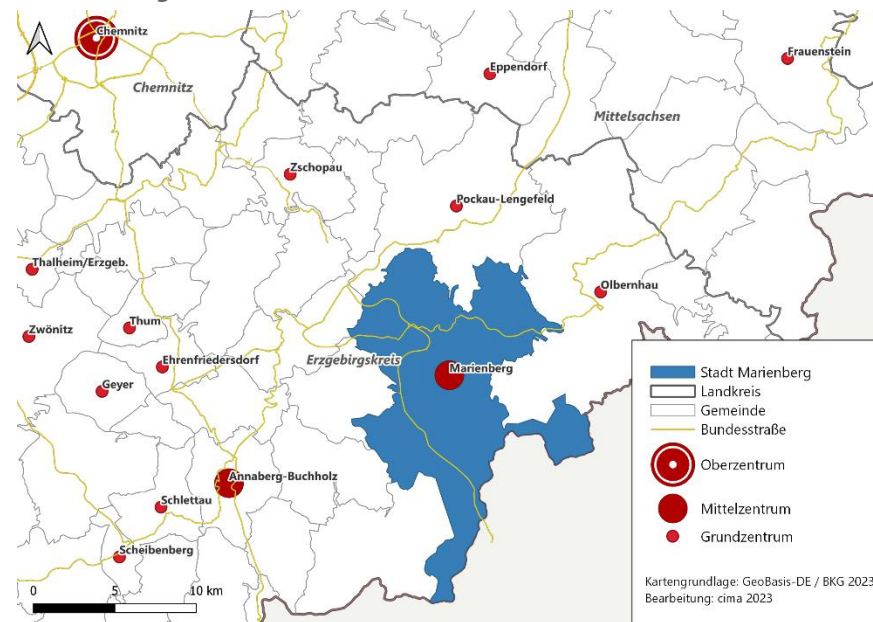 Chemnitz
Frauenstein
Eppendorf
Chemnitz
Mittelsachsen
Zschopau
Pockau-Lengefeld
Thalheim/Erzgeb.
Olbernhau
Thum
Zwönitz
Erzgebirgskreis
Ehrenfriedersdorf
Marienberg
Geyer
Annaberg-Buchholz
Schlettau
Scheibenberg
0 5 10 km
Stadt Marienberg
Landkreis
Gemeinde
Bundesstraße
Oberzentrum
Mittelzentrum
Grundzentrum
Kartengrundlage: GeoBasis-DE / BKG 2023
Bearbeitung: cima 2023